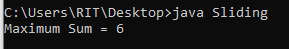 C:\Users\RIT\Desktop>java Sliding
Maximum Sum = 6